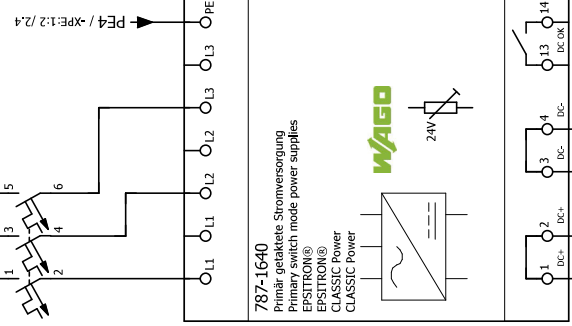 PE4- / -XPE:1:2 /2.4
PE
L3
L3
L2
L2
L1
L1
5
6
3
4
1
2
787-1640
Primär getaktete Stromversorgung
Primary switch mode power supplies
EPSITRON®
EPSITRON®
CLASSIC Power
CLASSIC Power
WAGO
24V
14
13
DC OK
4
DC-
3
DC-
2
DC+
1
DC+